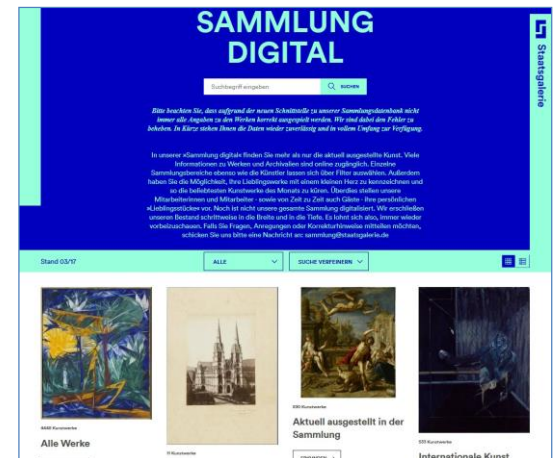 SAMMLUNG
DIGITAL
Staatsgalerie
Suchbegriff eingeben
SUCHEN
Bitte beachten Sie, dass aufgrund der neuen Schnittstelle zu unserer Sammlungsdatenbank nicht
immer alle Angaben zu den Werken korrekt ausgespielt werden. Wir sind dabei den Fehler zu
beheben. In Kürze stehen Ihnen die Daten wieder zuverlässig und in vollem Umfang zur Verfügung.
In unserer »Sammlung digital« finden Sie mehr als nur die aktuell ausgestellte Kunst. Viele
Informationen zu Werken und Archivalien sind online zugänglich. Einzelne
Sammlungsbereiche ebenso wie die Künstler lassen sich über Filter auswählen. Außerdem
haben Sie die Möglichkeit, Ihre Lieblingswerke mit einem kleinen Herz zu kennzeichnen und
so die beliebtesten Kunstwerke des Monats zu küren. Überdies stellen unsere
Mitarbeiterinnen und Mitarbeiter - sowie von Zeit zu Zeit auch Gäste - ihre persönlichen
»Lieblingsstücke« vor. Noch ist nicht unsere gesamte Sammlung digitalisiert. Wir erschließen
unseren Bestand schrittweise in die Breite und in die Tiefe. Es lohnt sich also, immer wieder
vorbeizuschauen. Falls Sie Fragen, Anregungen oder Korrekturhinweise mitteilen möchten,
schicken Sie uns bitte eine Nachricht an: sammlung@staatsgalerie.de
Stand 03/17
ALLE
SUCHE VERFEINERN
Kunstwerke
Alle Werke
Kunstwerke
Kunstwerke
Aktuell ausgestellt in der
Sammlung
Kunstwerke
Internationale Kunst